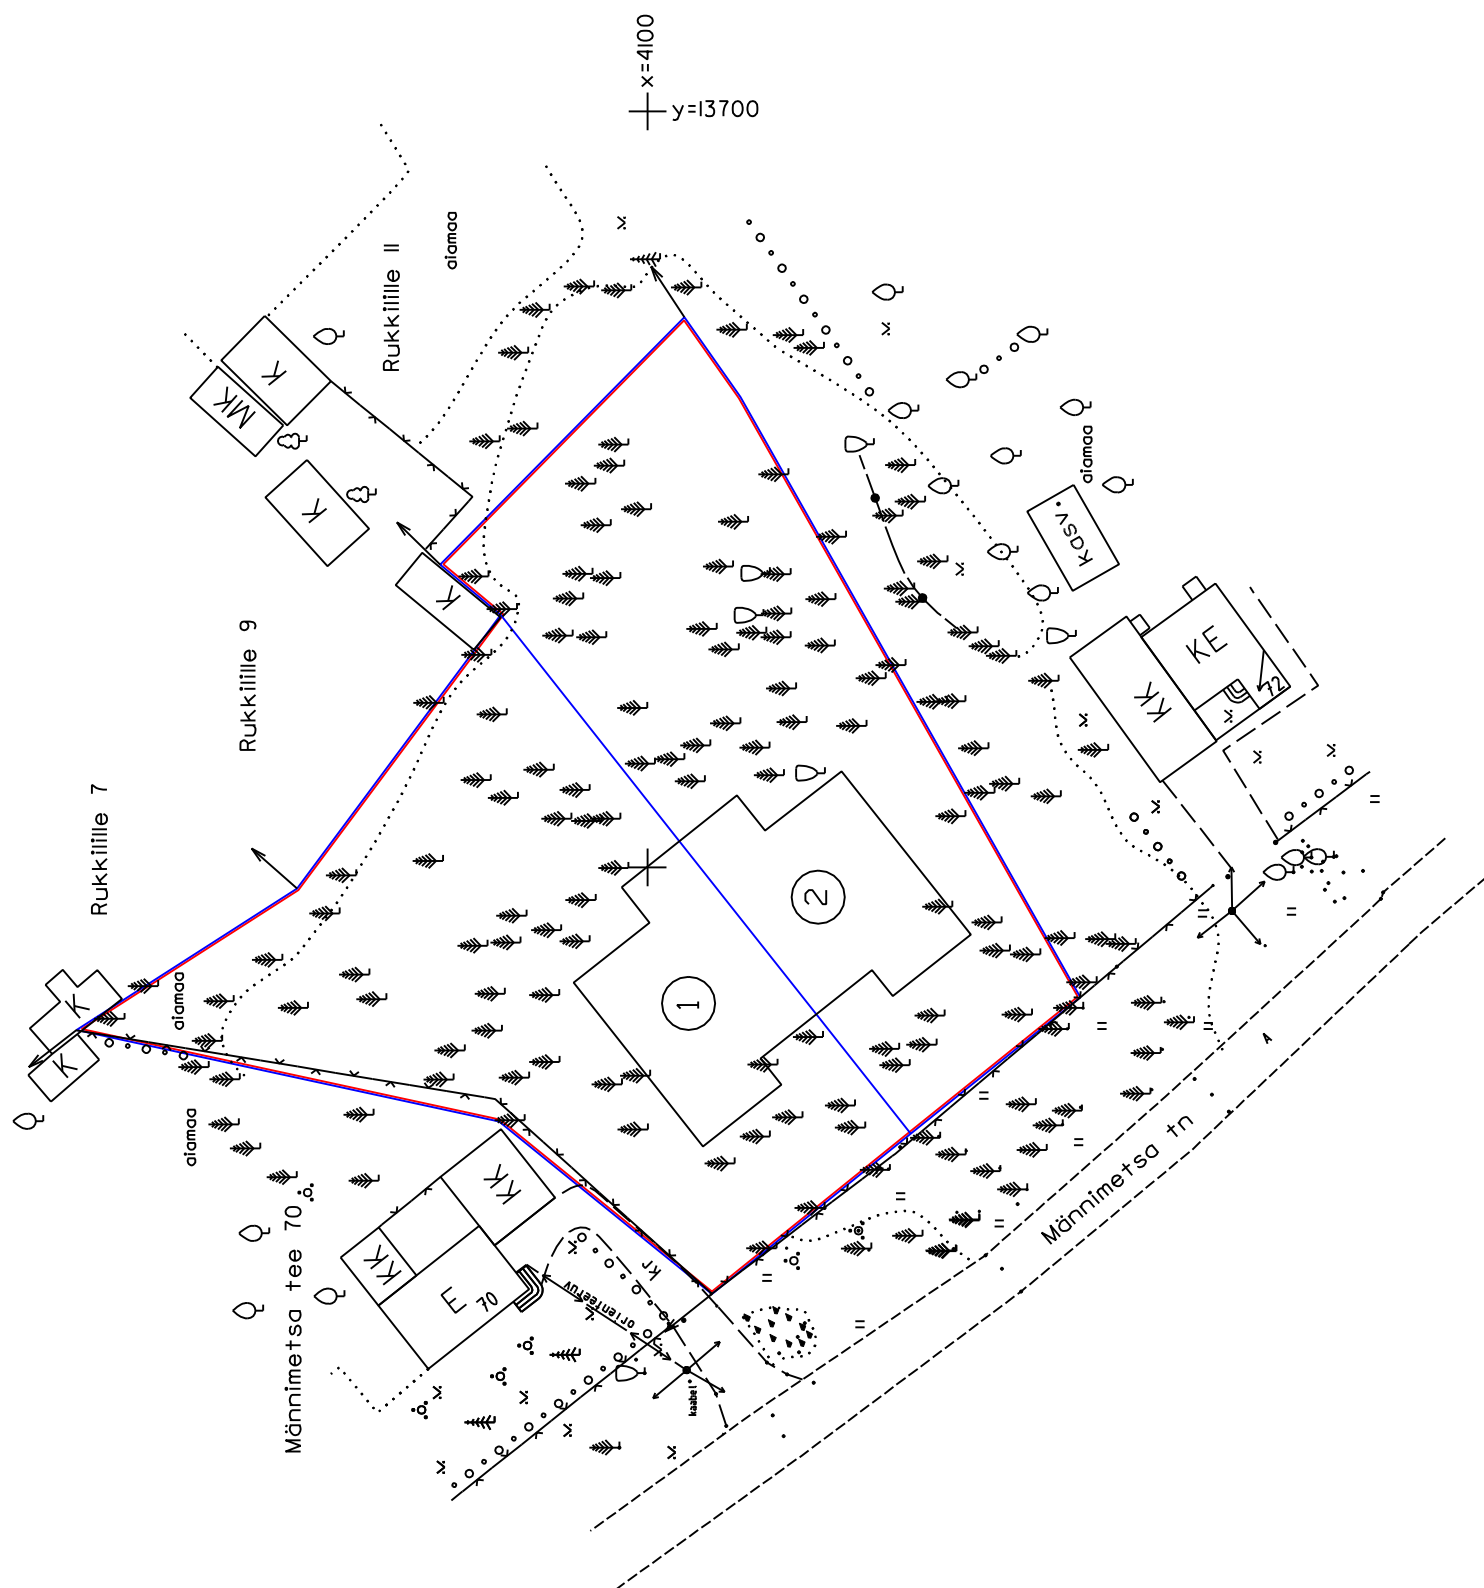 x=4100
y=13700
aiamaa
Rukkilille 11
K
MK
K
K
Rukkilille 9
Rukkilille 7
aiamaa
kasv.
KE
KK
72
K
K
aiamaa
aiamaa
2
1
KK
KK
E
70
Männimetsa tee 70
kr
orienteeruv
kaabel
Männimetsa tn
A